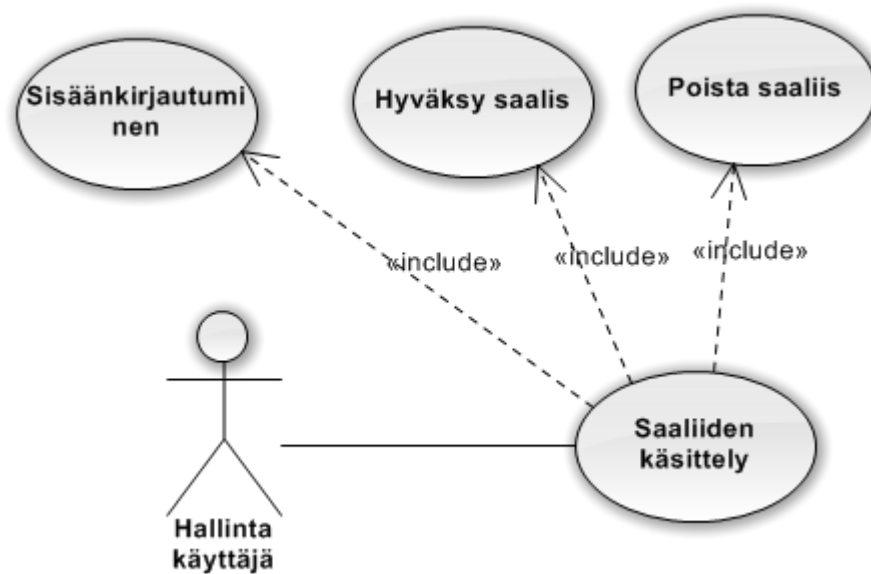 Sisäänkirjautumi
nen
Hyväksy saalis
Poista saaliis
«include»
«include»
«include»
Saaliiden
käsittely
Hallinta
käyttäjä